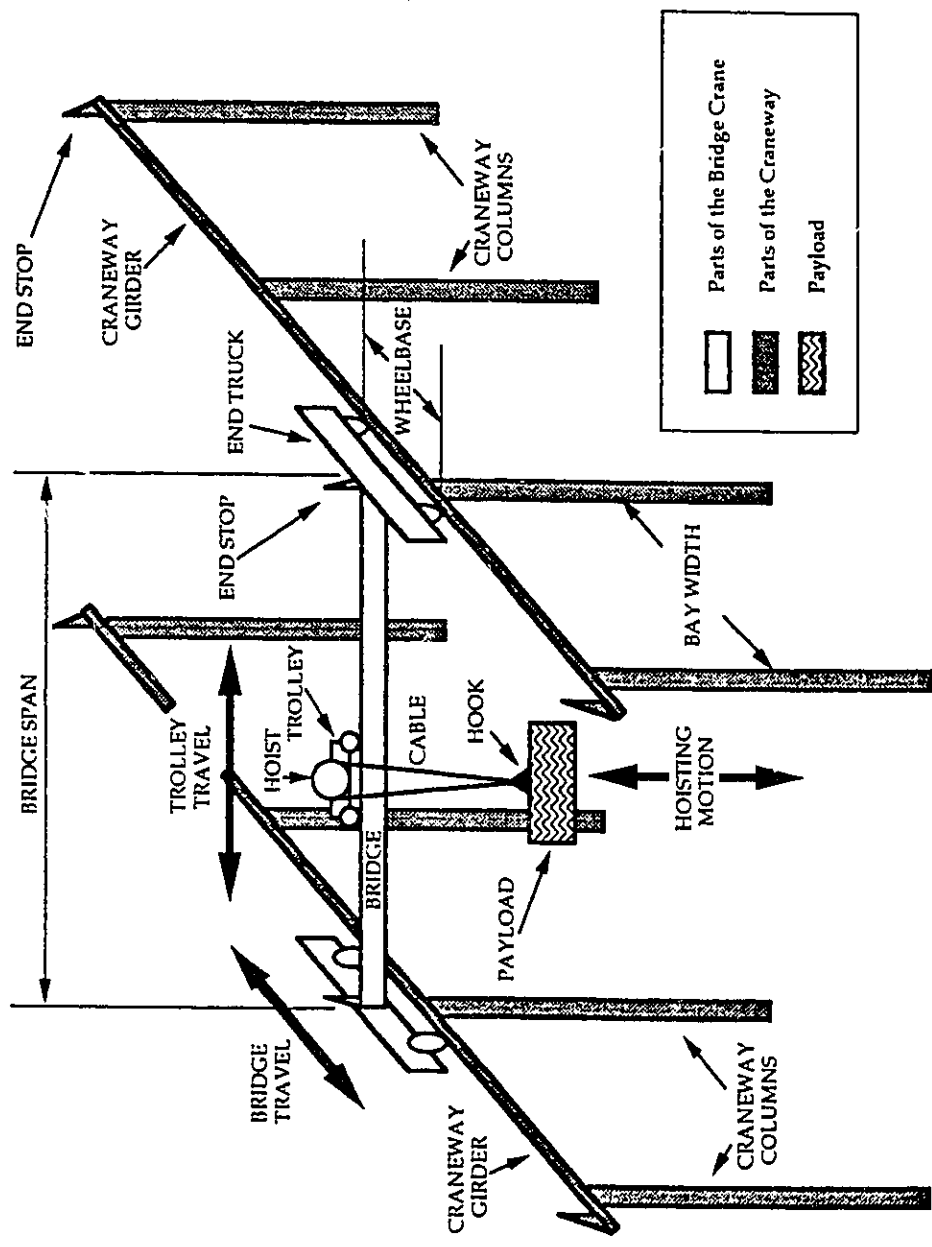 BRIDGE SPAN
BRIDGE
TRAVEL
TROLLEY
TRAVEL
HOIST
TROLLEY
END STOP
END TRUCK
CRANEWAY
GIRDER
END STOP
BRIDGE
CABLE
WHEELBASE
CRANEWAY
COLUMNS
CRANEWAY
GIRDER
PAYLOAD
HOOK
HOISTING
MOTION
BAY WIDTH
CRANEWAY
COLUMNS
Parts of the Bridge Crane
Parts of the Craneway
Payload